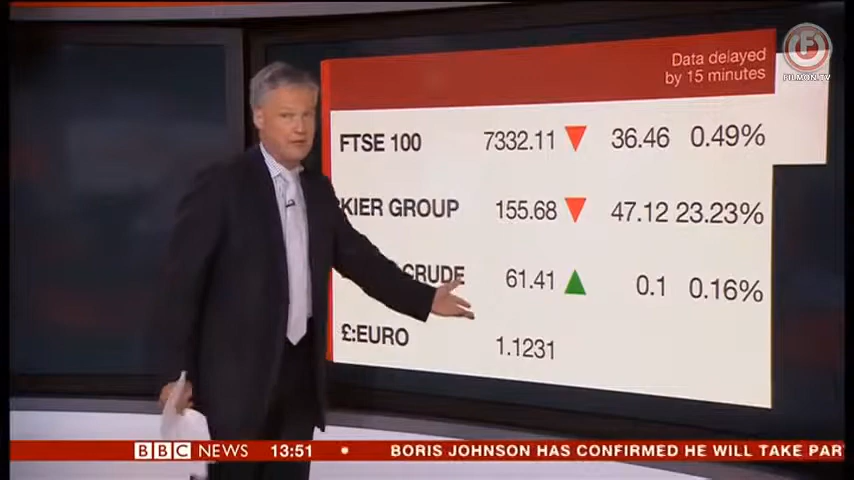 Data delayed
by 15 minutes
FILMON.TV
FTSE 100 7332.11 ▼ 36.46 0.49%
KIER GROUP 155.68 ▼ 47.12 23.23%
CRUDE 61.41 ▲ 0.1 0.16%
£:EURO 1.1231
BBC NEWS 13:51 • BORIS JOHNSON HAS CONFIRMED HE WILL TAKE PAR